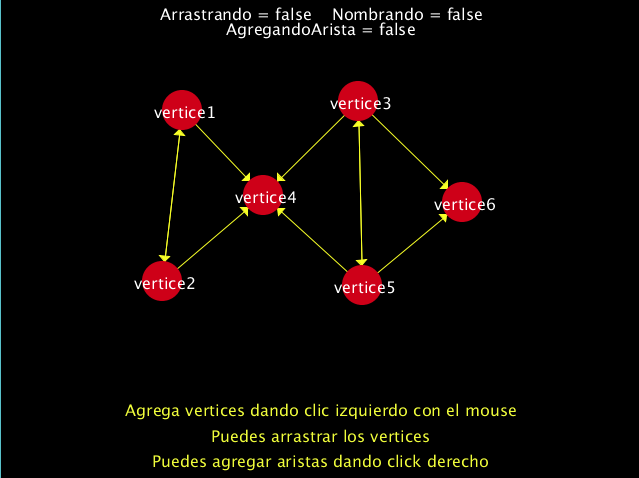 Arrastrando = false    Nombrando = false
AgregandoArista = false
vertice1
vertice3
vertice4
vertice6
vertice2
vertice5
Agrega vertices dando clic izquierdo con el mouse
Puedes arrastrar los vertices
Puedes agregar aristas dando click derecho